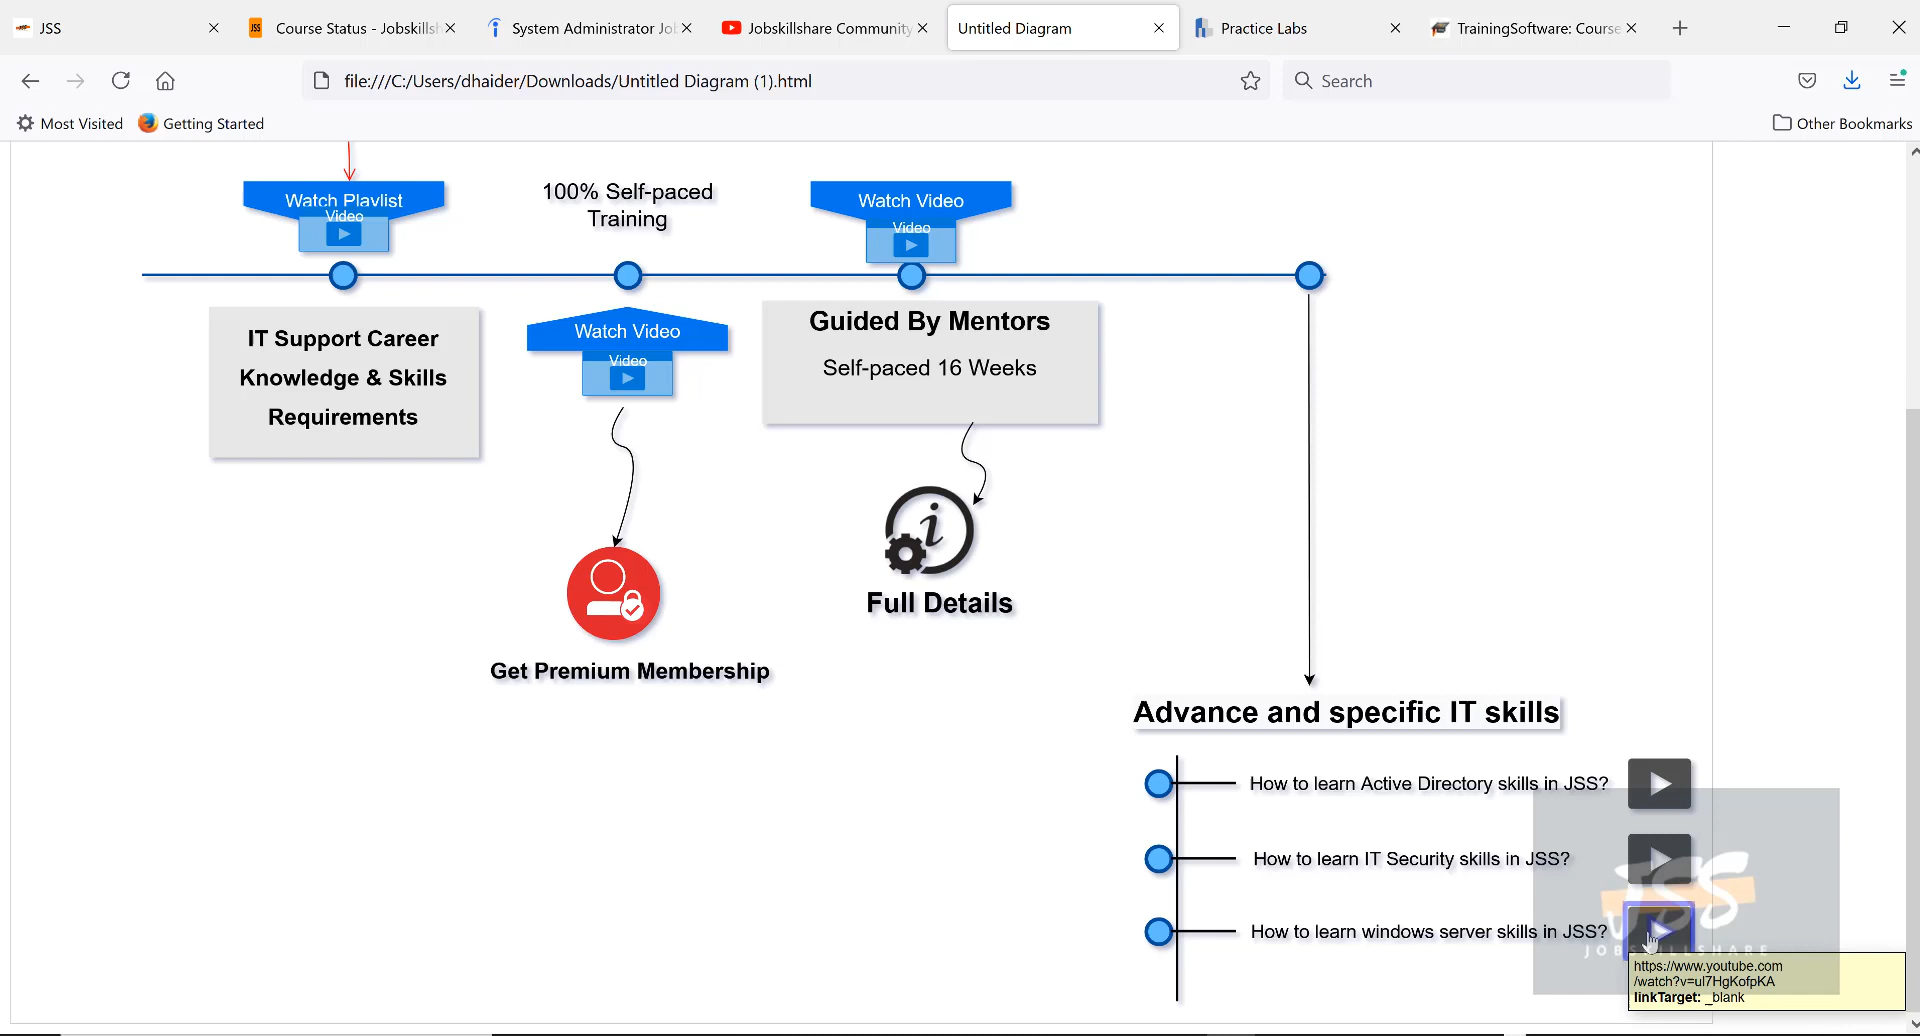 JSS
Course Status - Jobskillsh
System Administrator Jo
Jobskillshare Community
Untitled Diagram
Practice Labs
TrainingSoftware: Course
file:///C:/Users/dhaider/Downloads/Untitled Diagram (1).html
Search
Most Visited
Getting Started
Other Bookmarks
Watch Playlist
Video
100% Self-paced
Training
Watch Video
Video
IT Support Career
Knowledge & Skills
Requirements
Watch Video
Video
Guided By Mentors
Self-paced 16 Weeks
Full Details
Get Premium Membership
Advance and specific IT skills
How to learn Active Directory skills in JSS?
How to learn IT Security skills in JSS?
How to learn windows server skills in JSS?
JSS
JOBSKILLSHARE
https://www.youtube.com
/watch?v=ul7HgKofpKA
linkTarget: _blank